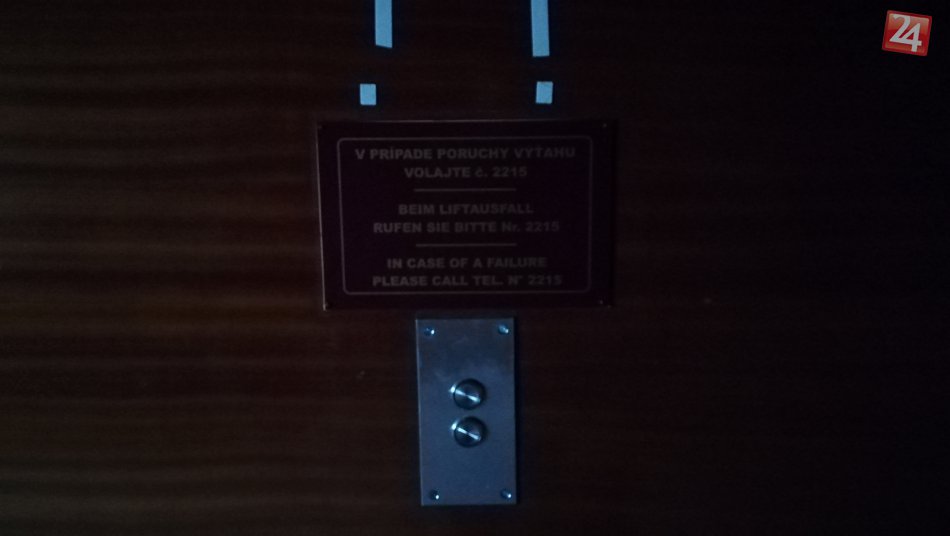 24
V PRÍPADE PORUCHY VÝTAHU
VOLAJTE č. 2215
BEIM LIFTAUSFALL
RUFEN SIE BITTE Nr. 2215
IN CASE OF A FAILURE
PLEASE CALL TEL. N° 2215